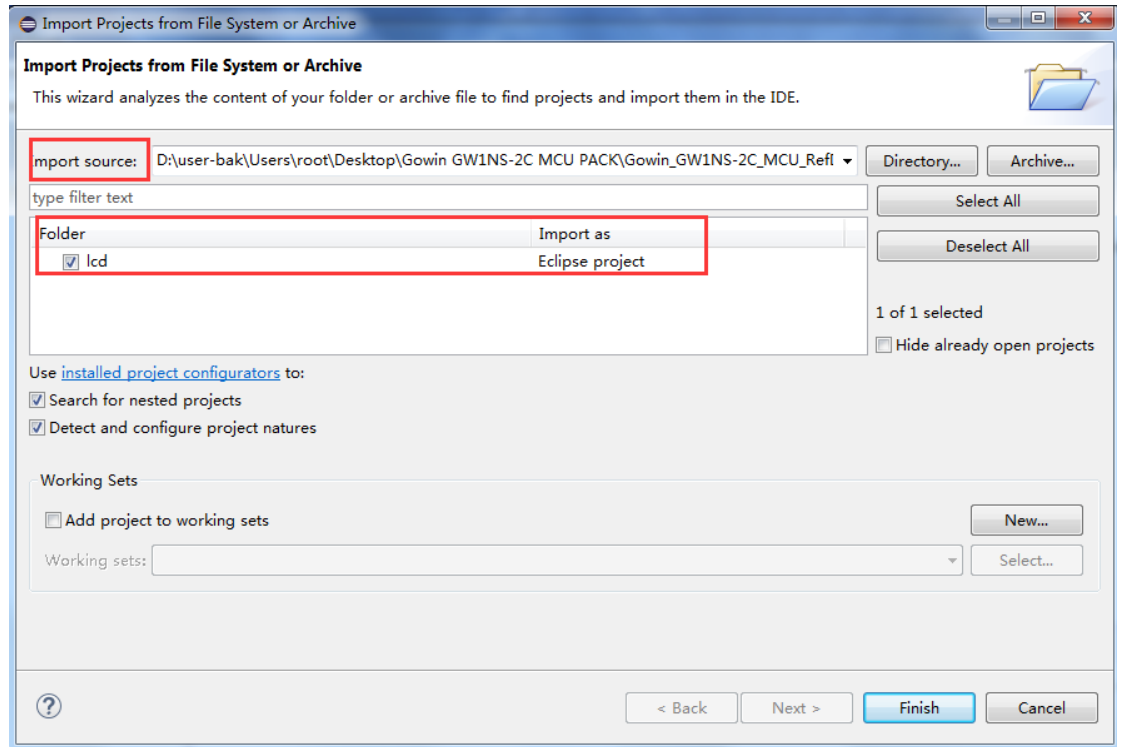 Import Projects from File System or Archive
Import Projects from File System or Archive
This wizard analyzes the content of your folder or archive file to find projects and import them in the IDE.
mport source: D:\user-bak\Users\root\Desktop\Gowin GW1NS-2C MCU PACK\Gowin_GW1NS-2C_MCU_Refl Directory... Archive...
type filter text Select All
Folder Import as Deselect All
lcd Eclipse project
1 of 1 selected
Hide already open projects
Use installed project configurators to:
Search for nested projects
Detect and configure project natures
Working Sets
Add project to working sets New...
Working sets: Select...
? < Back Next > Finish Cancel